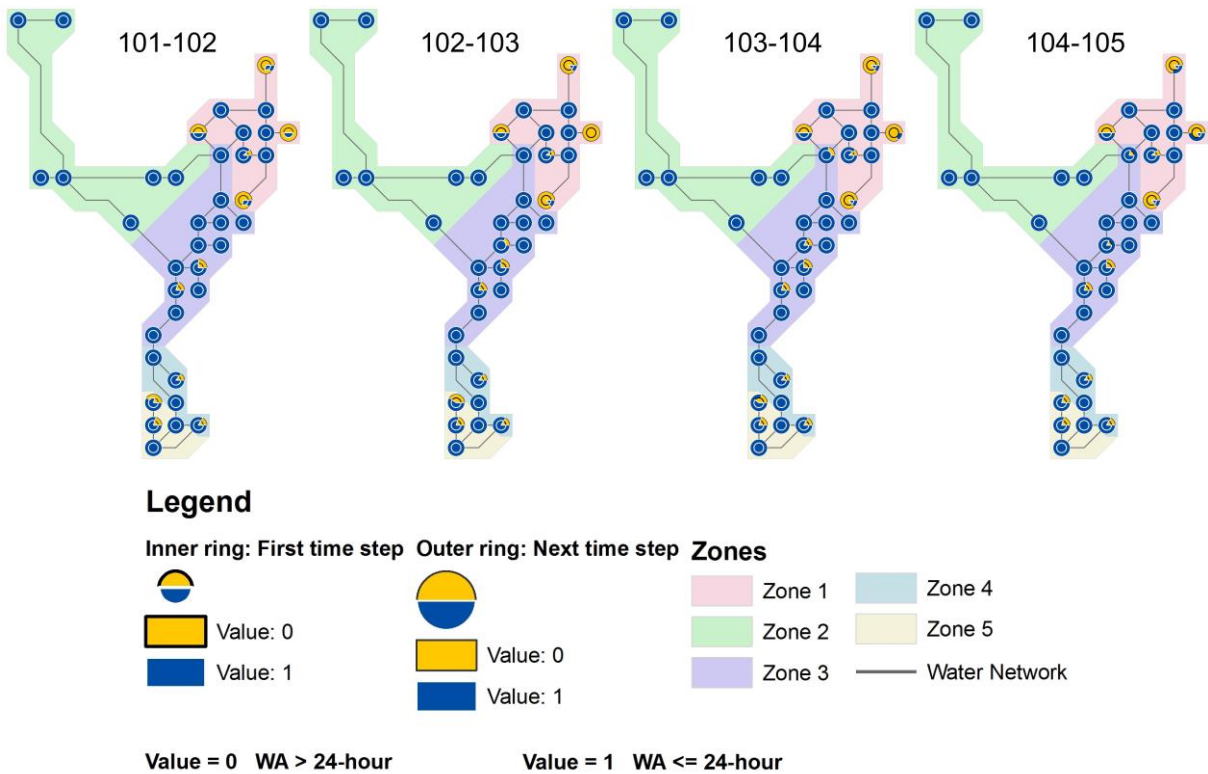 101-102 102-103 103-104 104-105
Legend
Inner ring: First time step Outer ring: Next time step Zones
Zone 1 Zone 4
Value: 0 Zone 2 Zone 5
Value: 0
Value: 1 Zone 3 Water Network
Value: 1
Value = 0 WA > 24-hour Value = 1 WA <= 24-hour